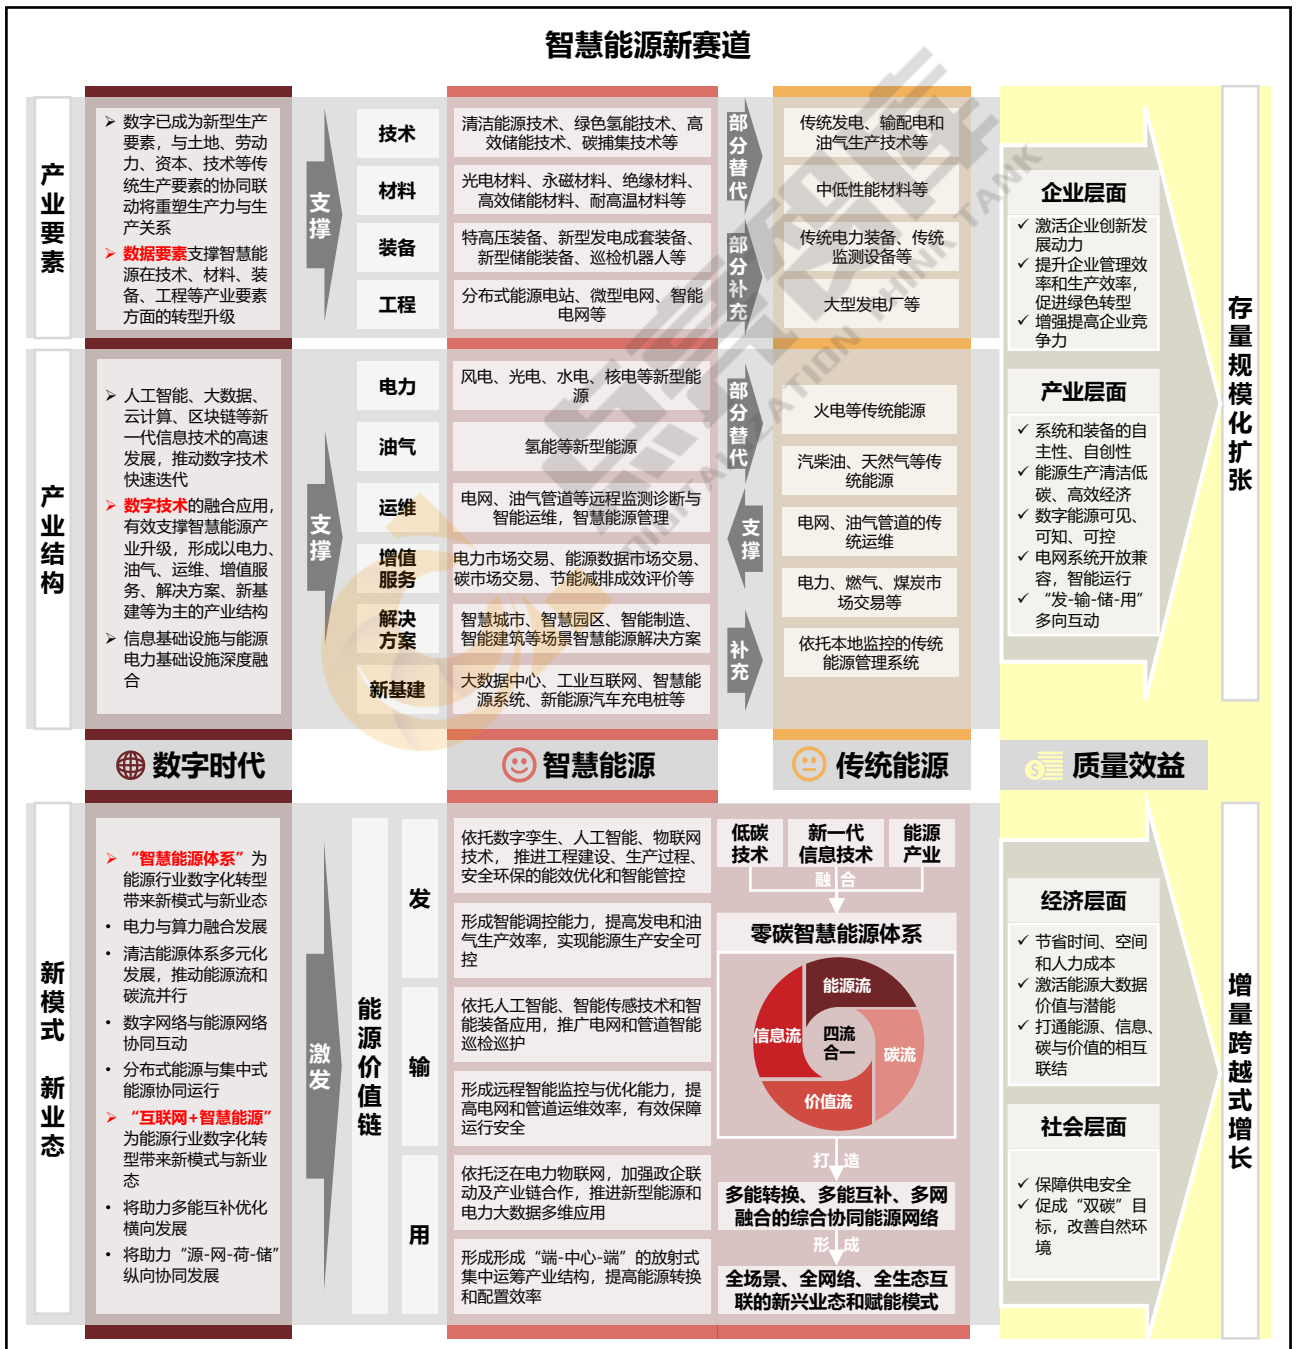 智慧能源新赛道
产业要素
数字已成为新型生产
要素，与土地、劳动
力、资本、技术等传
统生产要素的协同联
动将重塑生产力与生
产关系
数据要素支撑智慧能
源在技术、材料、装
备、工程等产业要素
方面的转型升级
支撑
技术
清洁能源技术、绿色氢能技术、高
效储能技术、碳捕集技术等
材料
光电材料、永磁材料、绝缘材料、
高效储能材料、耐高温材料等
装备
特高压装备、新型发电成套装备、
新型储能装备、巡检机器人等
工程
分布式能源电站、微型电网、智能
电网等
部分替代
部分补充
传统发电、输配电和
油气生产技术等
中低性能材料等
传统电力装备、传统
监测设备等
大型发电厂等
产业结构
人工智能、大数据、
云计算、区块链等新
一代信息技术的高速
发展，推动数字技术
快速迭代
数字技术的融合应用，
有效支撑智慧能源产
业升级，形成以电力、
油气、运维、增值服
务、解决方案、新基
建等为主的产业结构
信息基础设施与能源
电力基础设施深度融
合
支撑
电力
风电、光电、水电、核电等新型能
源
油气
氢能等新型能源
运维
电网、油气管道等远程监测诊断与
智能运维，智慧能源管理
增值
服务
电力市场交易、能源数据市场交易、
碳市场交易、节能减排成效评价等
解决
方案
智慧城市、智慧园区、智能制造、
智能建筑等场景智慧能源解决方案
新基建
大数据中心、工业互联网、智慧能
源系统、新能源汽车充电桩等
部分替代
支撑
补充
火电等传统能源
汽柴油、天然气等传
统能源
电网、油气管道的传
统运维
电力、燃气、煤炭市
场交易等
依托本地监控的传统
能源管理系统
企业层面
激活企业创新发
展动力
提升企业管理效
率和生产效率，
促进绿色转型
增强提高企业竞
争力
产业层面
系统和装备的自
主性、自创性
能源生产清洁低
碳、高效经济
数字能源可见、
可知、可控
电网系统开放兼
容，智能运行
“发-输-储-用”
多向互动
存量规模化扩张
数字时代
智慧能源
传统能源
质量效益
新模式 新业态
“智慧能源体系”为
能源行业数字化转型
带来新模式与新业态
电力与算力融合发展
清洁能源体系多元化
发展，推动能源流和
碳流并行
数字网络与能源网络
协同互动
分布式能源与集中式
能源协同运行
“互联网+智慧能源”
为能源行业数字化转
型带来新模式与新业
态
将助力多能互补优化
横向发展
将助力“源-网-荷-储”
纵向协同发展
激发
能源价值链
发
依托数字孪生、人工智能、物联网
技术， 推进工程建设、生产过程、
安全环保的能效优化和智能管控
形成智能调控能力，提高发电和油
气生产效率，实现能源生产安全可
控
输
依托人工智能、智能传感技术和智
能装备应用，推广电网和管道智能
巡检巡护
形成远程智能监控与优化能力，提
高电网和管道运维效率，有效保障
运行安全
用
依托泛在电力物联网，加强政企联
动及产业链合作，推进新型能源和
电力大数据多维应用
形成形成“端-中心-端”的放射式
集中运筹产业结构，提高能源转换
和配置效率
低碳
技术
新一代
信息技术
能源
产业
融合
零碳智慧能源体系
能源流
信息流
四流
合一
碳流
价值流
打造
多能转换、多能互补、多网
融合的综合协同能源网络
形成
全场景、全网络、全生态互
联的新兴业态和赋能模式
经济层面
节省时间、空间
和人力成本
激活能源大数据
价值与潜能
打通能源、信息、
碳与价值的相互
联结
社会层面
保障供电安全
促成“双碳”目
标，改善自然环
境
增量跨越式增长
点亮智库
DIGITALIZATION THINK TANK